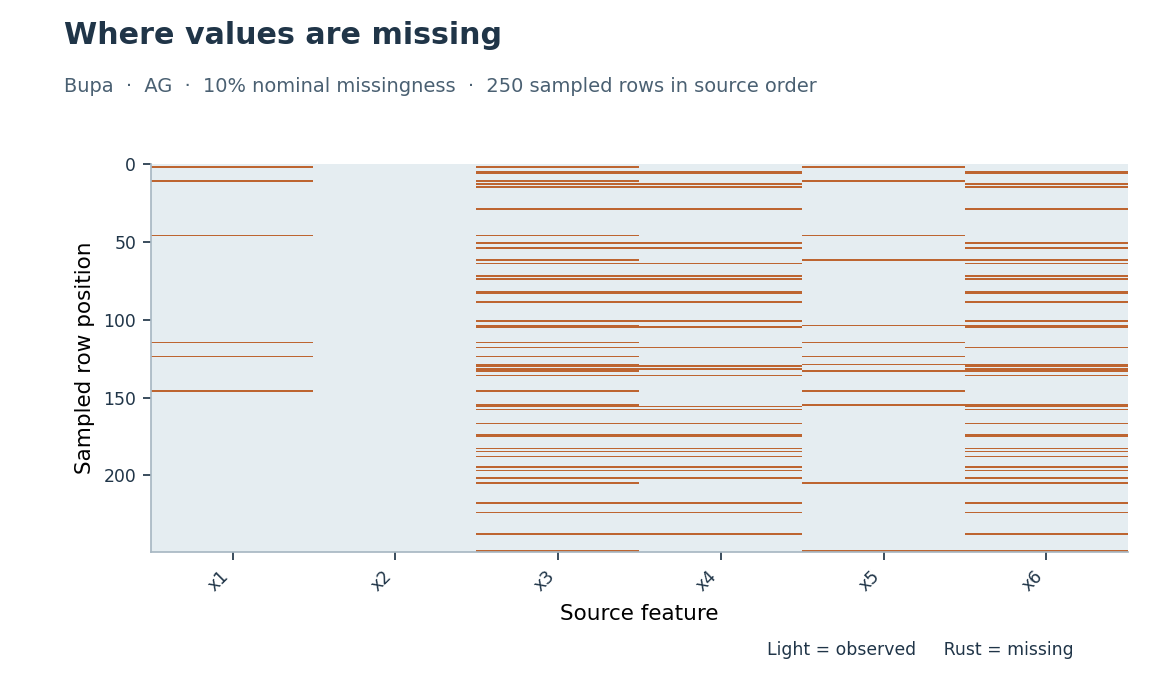 Where values are missing
Bupa · AG · 10% nominal missingness · 250 sampled rows in source order
0
50
100
150
200
Sampled row position
x1
x2
x3
x4
x5
x6
Source feature
Light = observed Rust = missing